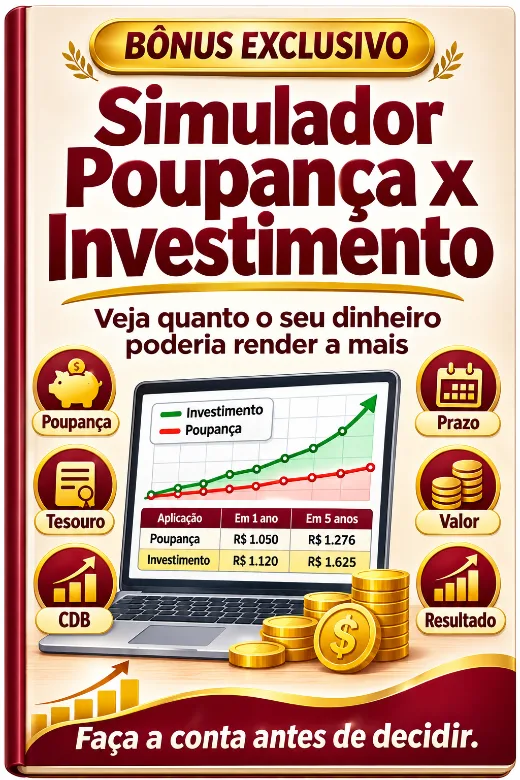 BÔNUS EXCLUSIVO
Simulador
Poupança x
Investimento
Veja quanto o seu dinheiro
poderia render a mais
$
Poupança
Tesouro
CDB
Investimento
Poupança
Aplicação Em 1 ano Em 5 anos
Poupança R$ 1.050 R$ 1.276
Investimento R$ 1.120 R$ 1.625
$
Prazo
Valor
Resultado
Faça a conta antes de decidir.